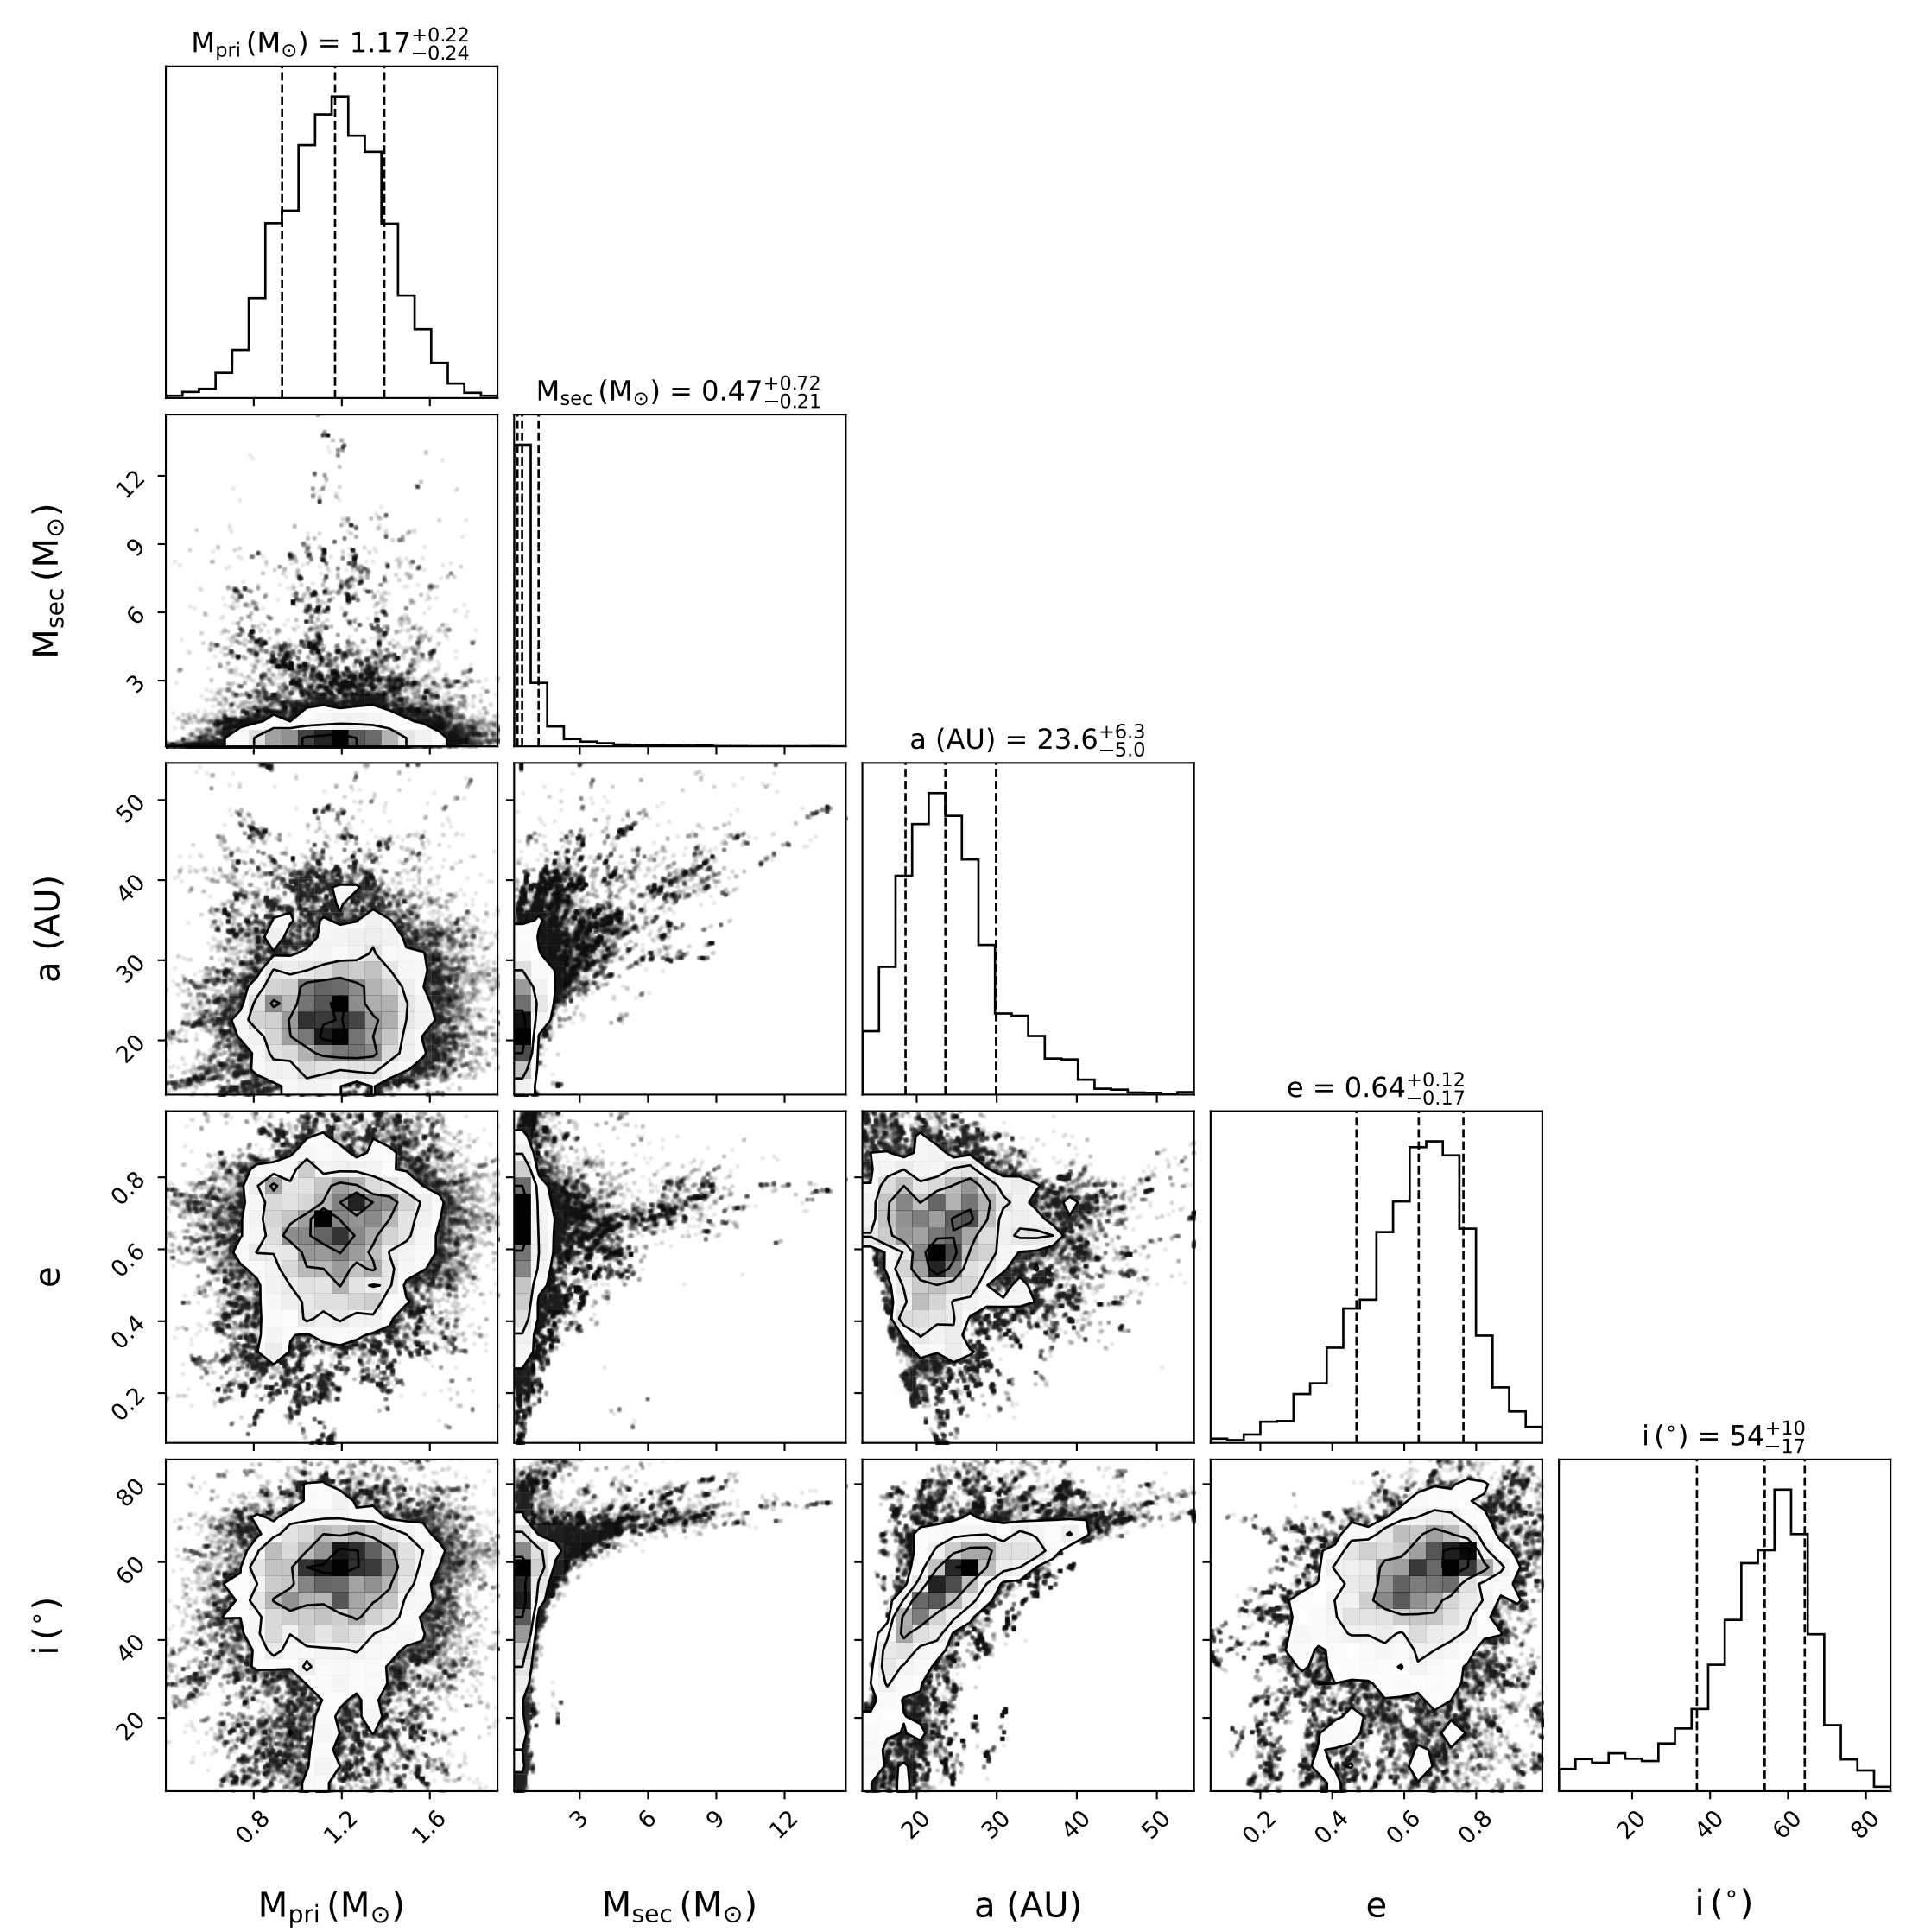 M_pri (M_⊙) = 1.17^{+0.22}_{-0.24}
M_sec (M_⊙) = 0.47^{+0.72}_{-0.21}
12
9
6
3
M_sec (M_⊙)
a (AU) = 23.6^{+6.3}_{-5.0}
50
40
30
20
a (AU)
e = 0.64^{+0.12}_{-0.17}
0.8
0.6
0.4
0.2
e
i (°) = 54^{+10}_{-17}
80
60
40
20
i (°)
0.8 1.2 1.6 3 6 9 12 20 30 40 50 0.2 0.4 0.6 0.8 20 40 60 80
M_pri (M_⊙) M_sec (M_⊙) a (AU) e i (°)